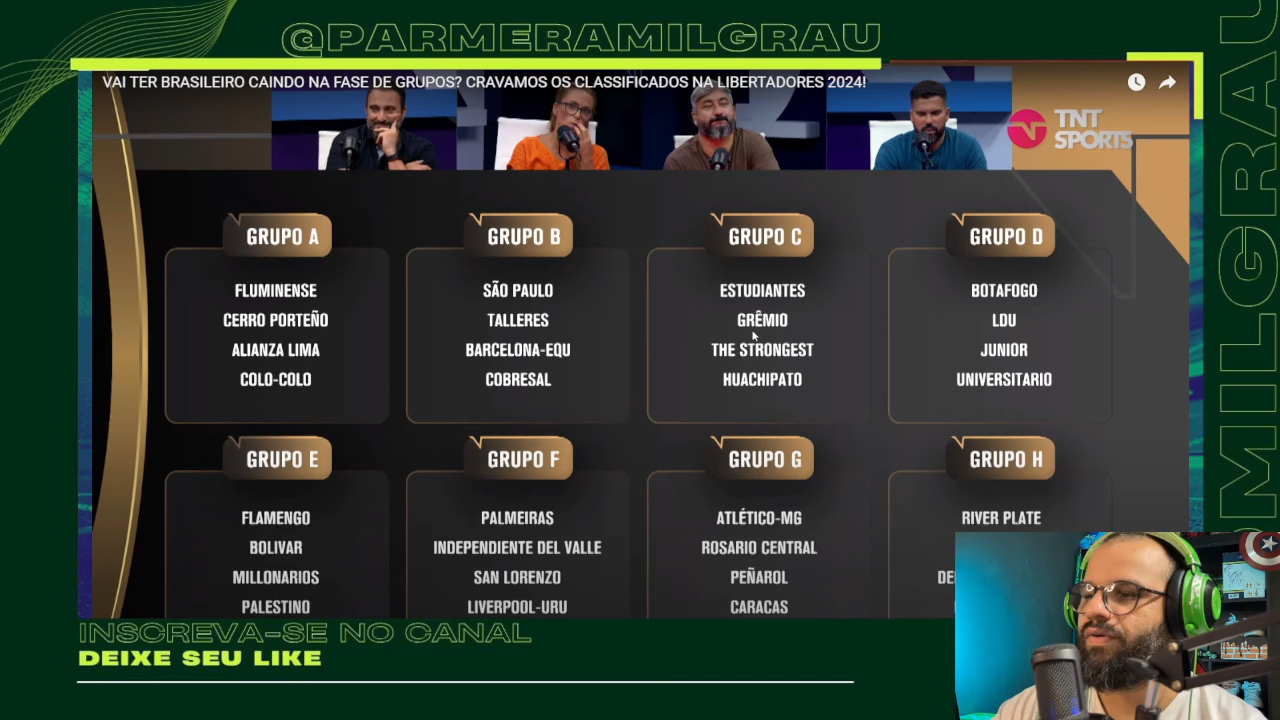 @PARMERAMILGRAU
VAI TER BRASILEIRO CAINDO NA FASE DE GRUPOS? CRAVAMOS OS CLASSIFICADOS NA LIBERTADORES 2024!
TNT
SPORTS
GRUPO A
FLUMINENSE
CERRO PORTEÑO
ALIANZA LIMA
COLO-COLO
GRUPO B
SÃO PAULO
TALLERES
BARCELONA-EQU
COBRESAL
GRUPO C
ESTUDIANTES
GRÊMIO
THE STRONGEST
HUACHIPATO
GRUPO D
BOTAFOGO
LDU
JUNIOR
UNIVERSITARIO
GRUPO E
FLAMENGO
BOLIVAR
MILLONARIOS
PALESTINO
GRUPO F
PALMEIRAS
INDEPENDIENTE DEL VALLE
SAN LORENZO
LIVERPOOL-URU
GRUPO G
ATLÉTICO-MG
ROSARIO CENTRAL
PEÑAROL
CARACAS
GRUPO H
RIVER PLATE
INSCREVA-SE NO CANAL
DEIXE SEU LIKE
MILGRAU